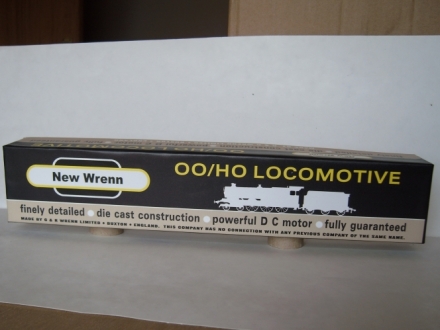 New Wrenn
OO/HO LOCOMOTIVE
finely detailed • die cast construction • powerful D C motor • fully guaranteed
MADE BY G & R WRENN LIMITED • BUXTON • ENGLAND. THIS COMPANY HAS NO CONNECTION WITH ANY PREVIOUS COMPANY OF THE SAME NAME.